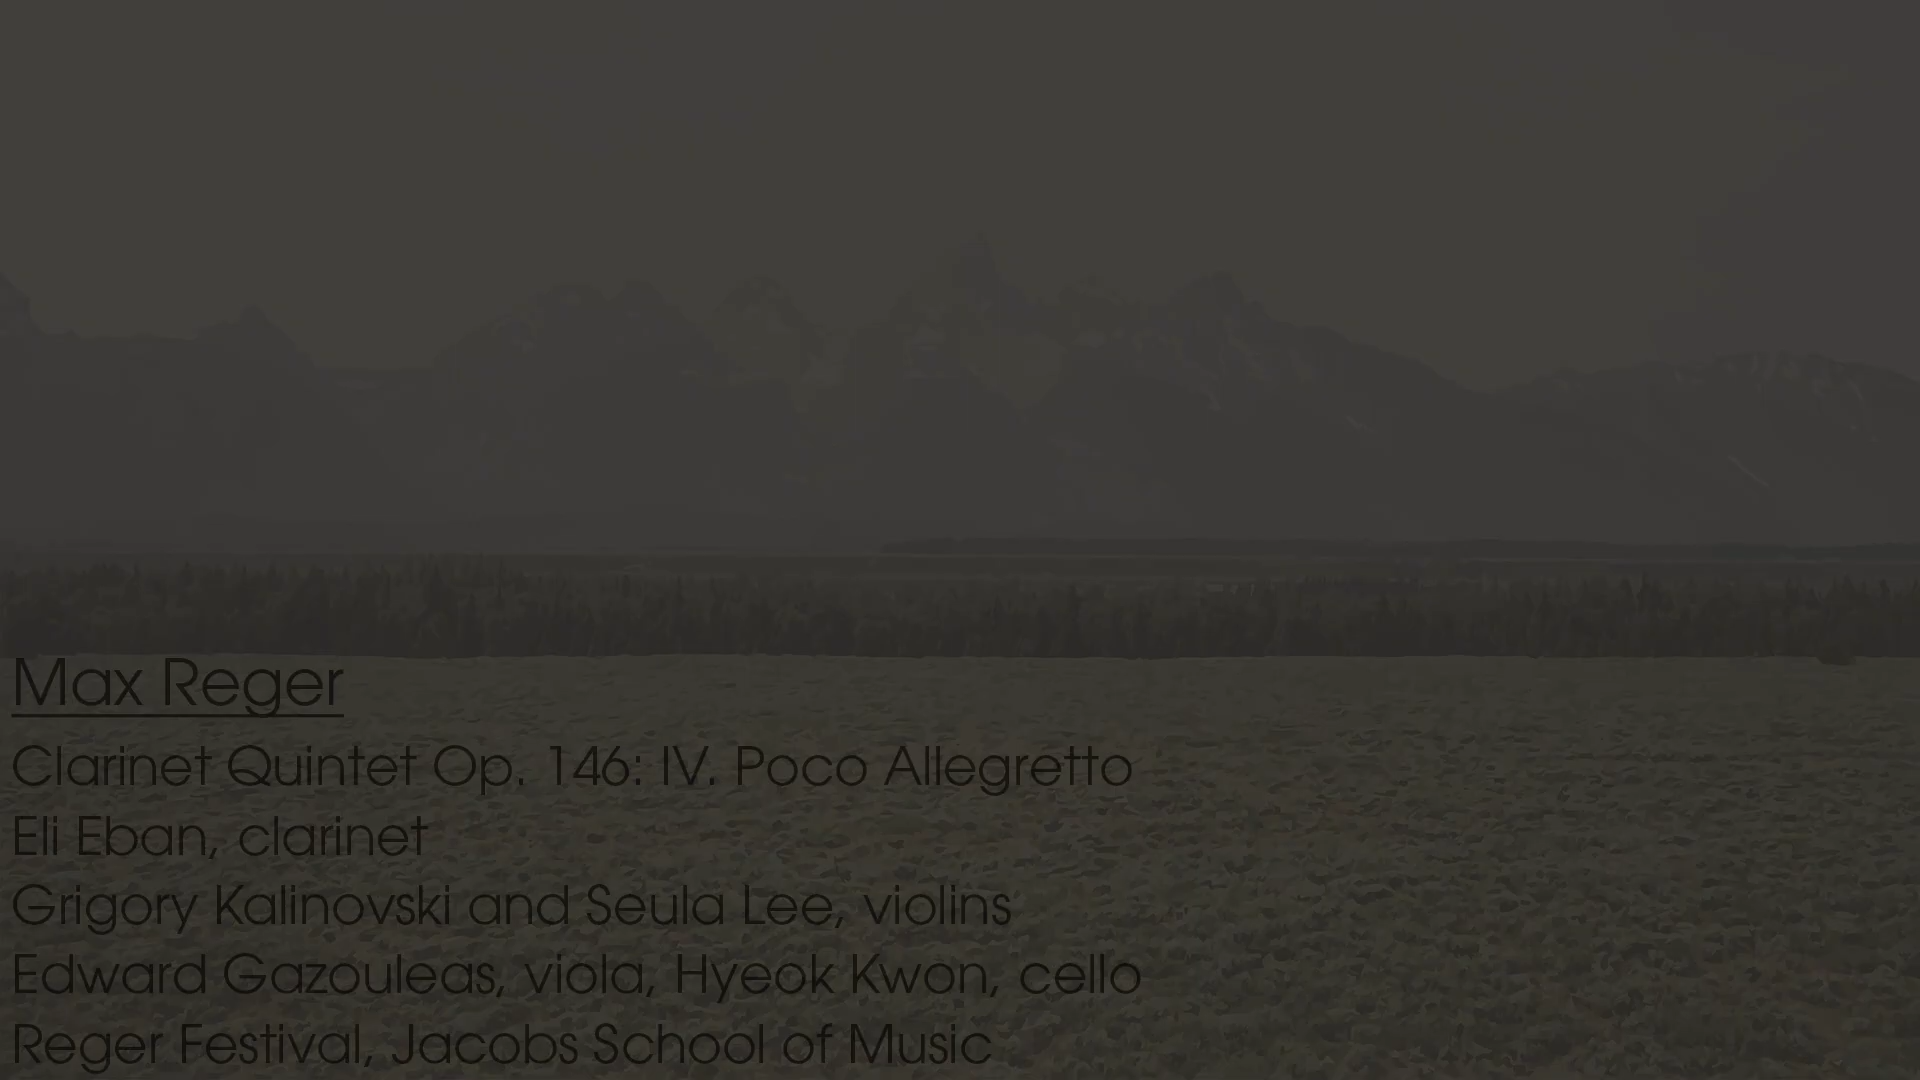 Max Reger
Clarinet Quintet Op. 146: IV. Poco Allegretto
Eli Eban, clarinet
Grigory Kalinovski and Seula Lee, violins
Edward Gazouleas, viola, Hyeok Kwon, cello
Reger Festival, Jacobs School of Music